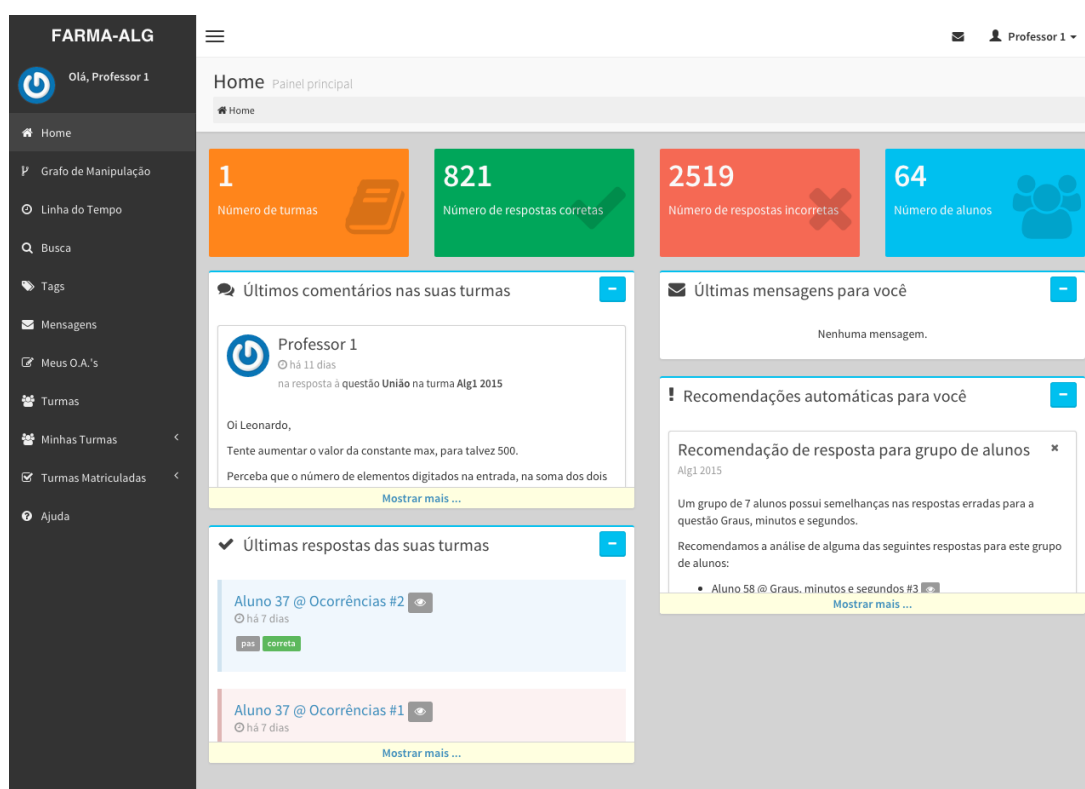 FARMA-ALG
Professor 1
Olá, Professor 1
Home
Grafo de Manipulação
Linha do Tempo
Busca
Tags
Mensagens
Meus O.A.'s
Turmas
Minhas Turmas
Turmas Matriculadas
Ajuda
Home Painel principal
Home
1
Número de turmas
821
Número de respostas corretas
2519
Número de respostas incorretas
64
Número de alunos
Últimos comentários nas suas turmas
Professor 1
há 11 dias
na resposta à questão União na turma Alg1 2015
Oi Leonardo,
Tente aumentar o valor da constante max, para talvez 500.
Perceba que o número de elementos digitados na entrada, na soma dos dois
Mostrar mais ...
Últimas respostas das suas turmas
Aluno 37 @ Ocorrências #2
há 7 dias
pas correta
Aluno 37 @ Ocorrências #1
há 7 dias
Mostrar mais ...
Últimas mensagens para você
Nenhuma mensagem.
Recomendações automáticas para você
Recomendação de resposta para grupo de alunos
Alg1 2015
Um grupo de 7 alunos possui semelhanças nas respostas erradas para a
questão Graus, minutos e segundos.
Recomendamos a análise de alguma das seguintes respostas para este grupo
de alunos:
Aluno 58 @ Graus, minutos e segundos #3
Mostrar mais ...